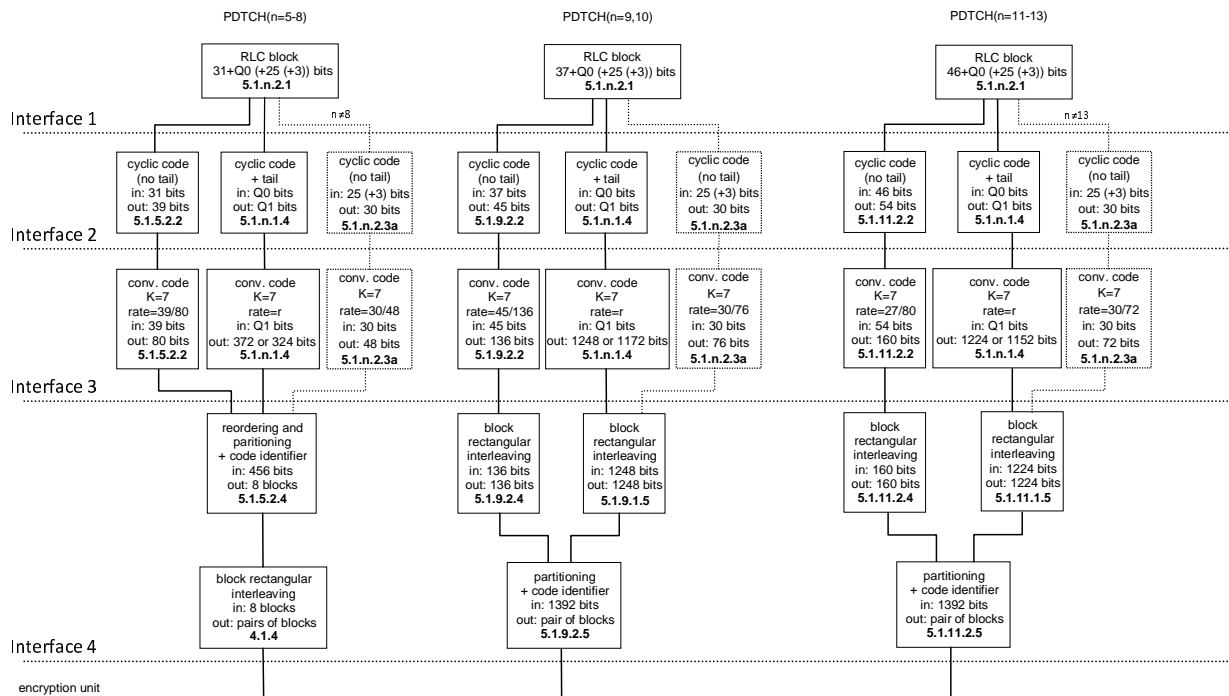 PDTCH(n=5-8)
PDTCH(n=9,10)
PDTCH(n=11-13)
RLC block
31+Q0 (+25 (+3)) bits
5.1.n.2.1
RLC block
37+Q0 (+25 (+3)) bits
5.1.n.2.1
RLC block
46+Q0 (+25 (+3)) bits
5.1.n.2.1
Interface 1
n≠8
n≠13
cyclic code
(no tail)
in: 31 bits
out: 39 bits
5.1.5.2.2
cyclic code
+ tail
in: Q0 bits
out: Q1 bits
5.1.n.1.4
cyclic code
(no tail)
in: 25 (+3) bits
out: 30 bits
5.1.n.2.3a
cyclic code
(no tail)
in: 37 bits
out: 45 bits
5.1.9.2.2
cyclic code
+ tail
in: Q0 bits
out: Q1 bits
5.1.n.1.4
cyclic code
(no tail)
in: 25 (+3) bits
out: 30 bits
5.1.n.2.3a
cyclic code
(no tail)
in: 46 bits
out: 54 bits
5.1.11.2.2
cyclic code
+ tail
in: Q0 bits
out: Q1 bits
5.1.n.1.4
cyclic code
(no tail)
in: 25 (+3) bits
out: 30 bits
5.1.n.2.3a
Interface 2
conv. code
K=7
rate=39/80
in: 39 bits
out: 80 bits
5.1.5.2.2
conv. code
K=7
rate=r
in: Q1 bits
out: 372 or 324 bits
5.1.n.1.4
conv. code
K=7
rate=30/48
in: 30 bits
out: 48 bits
5.1.n.2.3a
conv. code
K=7
rate=45/136
in: 45 bits
out: 136 bits
5.1.9.2.2
conv. code
K=7
rate=r
in: Q1 bits
out: 1248 or 1172 bits
5.1.n.1.4
conv. code
K=7
rate=30/76
in: 30 bits
out: 76 bits
5.1.n.2.3a
conv. code
K=7
rate=27/80
in: 54 bits
out: 160 bits
5.1.11.2.2
conv. code
K=7
rate=r
in: Q1 bits
out: 1224 or 1152 bits
5.1.n.1.4
conv. code
K=7
rate=30/72
in: 30 bits
out: 72 bits
5.1.n.2.3a
Interface 3
reordering and
paritioning
+ code identifier
in: 456 bits
out: 8 blocks
5.1.5.2.4
block
rectangular
interleaving
in: 136 bits
out: 136 bits
5.1.9.2.4
block
rectangular
interleaving
in: 1248 bits
out: 1248 bits
5.1.9.1.5
block
rectangular
interleaving
in: 160 bits
out: 160 bits
5.1.11.2.4
block
rectangular
interleaving
in: 1224 bits
out: 1224 bits
5.1.11.1.5
block rectangular
interleaving
in: 8 blocks
out: pairs of blocks
4.1.4
partitioning
+ code identifier
in: 1392 bits
out: pair of blocks
5.1.9.2.5
partitioning
+ code identifier
in: 1392 bits
out: pair of blocks
5.1.11.2.5
Interface 4
encryption unit